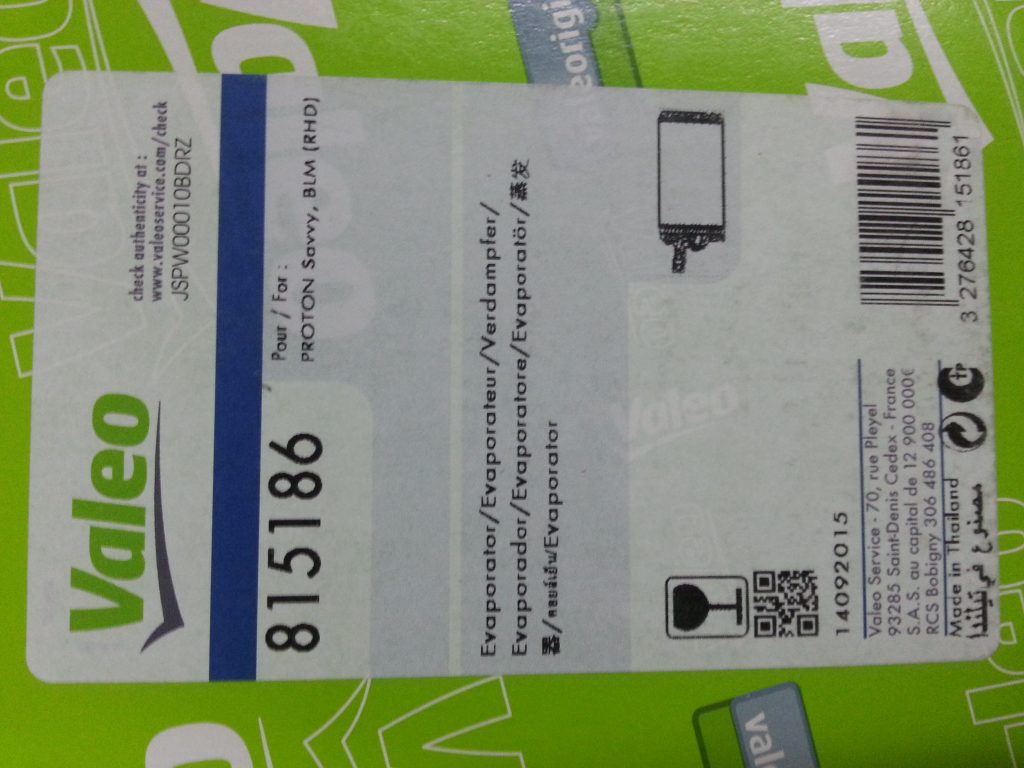 Valeo
check authenticity at :
www.valeoservice.com/check
JSPW00010BDRZ
815186
Pour / For :
PROTON Savvy, BLM (RHD)
Evaporator/Evaporateur/Verdampfer/
Evaporador/Evaporatore/Evaporatör/蒸发
器/คอยล์เย็น/Evaporator
Valeo
14092015
Valeo Service - 70, rue Pleyel
93285 Saint-Denis Cedex - France
S.A.S. au capital de 12 900 000€
RCS Bobigny 306 486 408
Made in Thailand
مصنوع في تيلندا
3 276428 151861